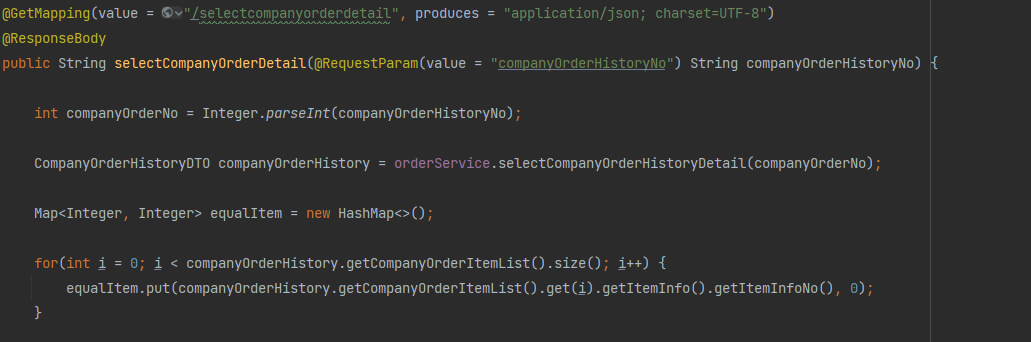 @GetMapping(value = "/selectcompanyorderdetail", produces = "application/json; charset=UTF-8")
@ResponseBody
public String selectCompanyOrderDetail(@RequestParam(value = "companyOrderHistoryNo") String companyOrderHistoryNo) {
int companyOrderNo = Integer.parseInt(companyOrderHistoryNo);
CompanyOrderHistoryDTO companyOrderHistory = orderService.selectCompanyOrderHistoryDetail(companyOrderNo);
Map<Integer, Integer> equalItem = new HashMap<>();
for(int i = 0; i < companyOrderHistory.getCompanyOrderItemList().size(); i++) {
equalItem.put(companyOrderHistory.getCompanyOrderItemList().get(i).getItemInfo().getItemInfoNo(), 0);
}